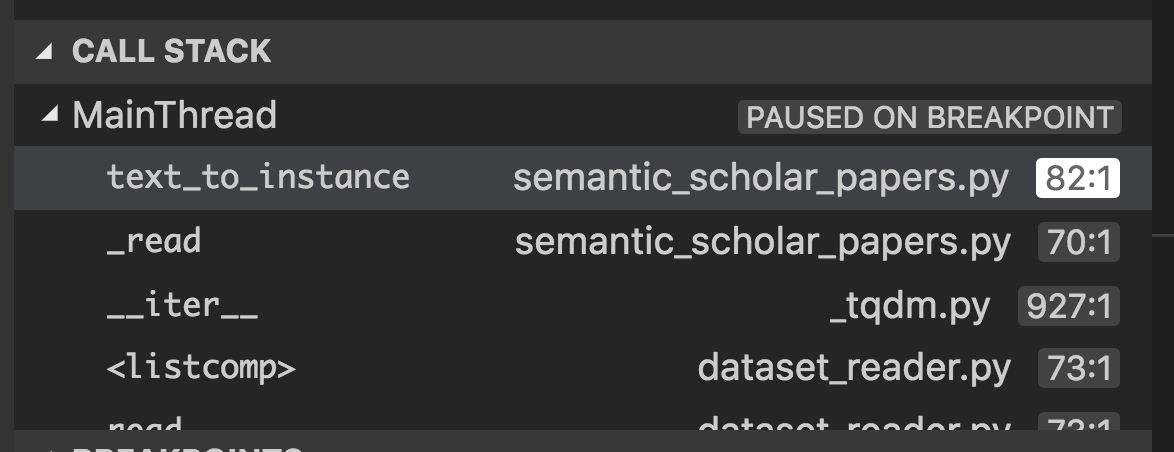 CALL STACK
MainThread PAUSED ON BREAKPOINT
text_to_instance semantic_scholar_papers.py 82:1
_read semantic_scholar_papers.py 70:1
__iter__ _tqdm.py 927:1
<listcomp> dataset_reader.py 73:1
read dataset_reader.py 73:1
BREAKPOINTS